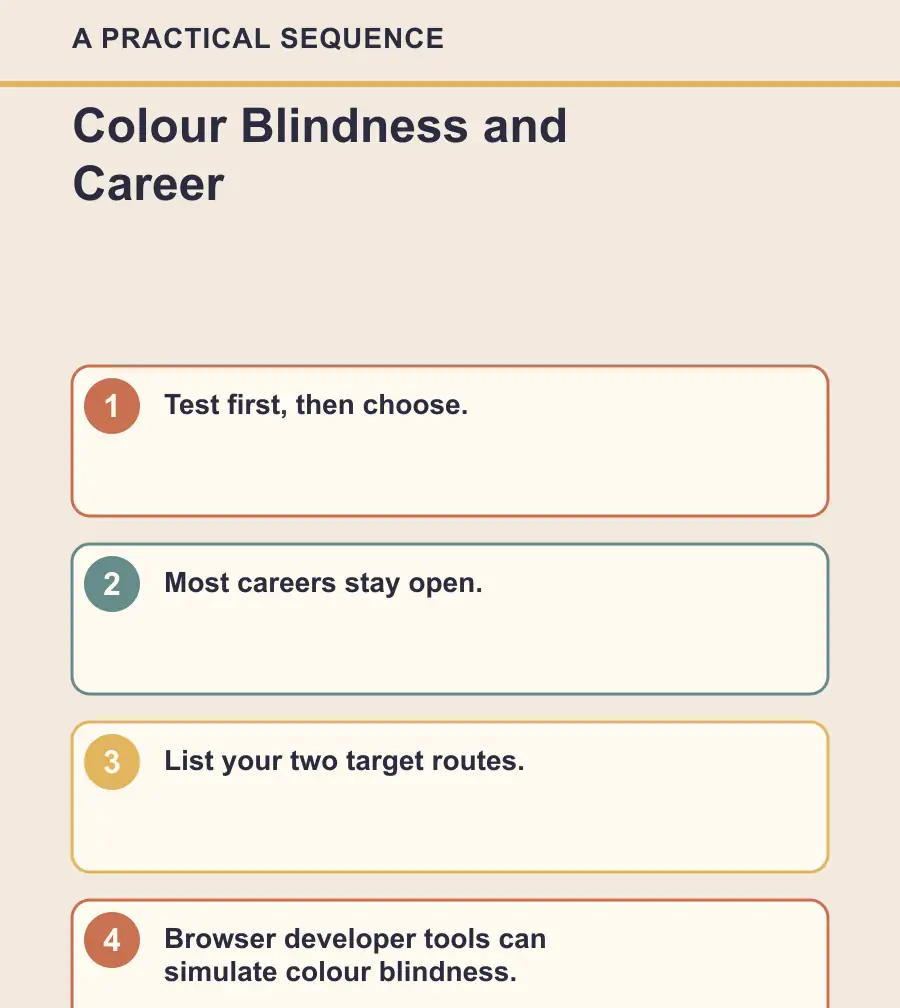 A PRACTICAL SEQUENCE
Colour Blindness and
Career
1
Test first, then choose.
2
Most careers stay open.
3
List your two target routes.
4
Browser developer tools can
simulate colour blindness.